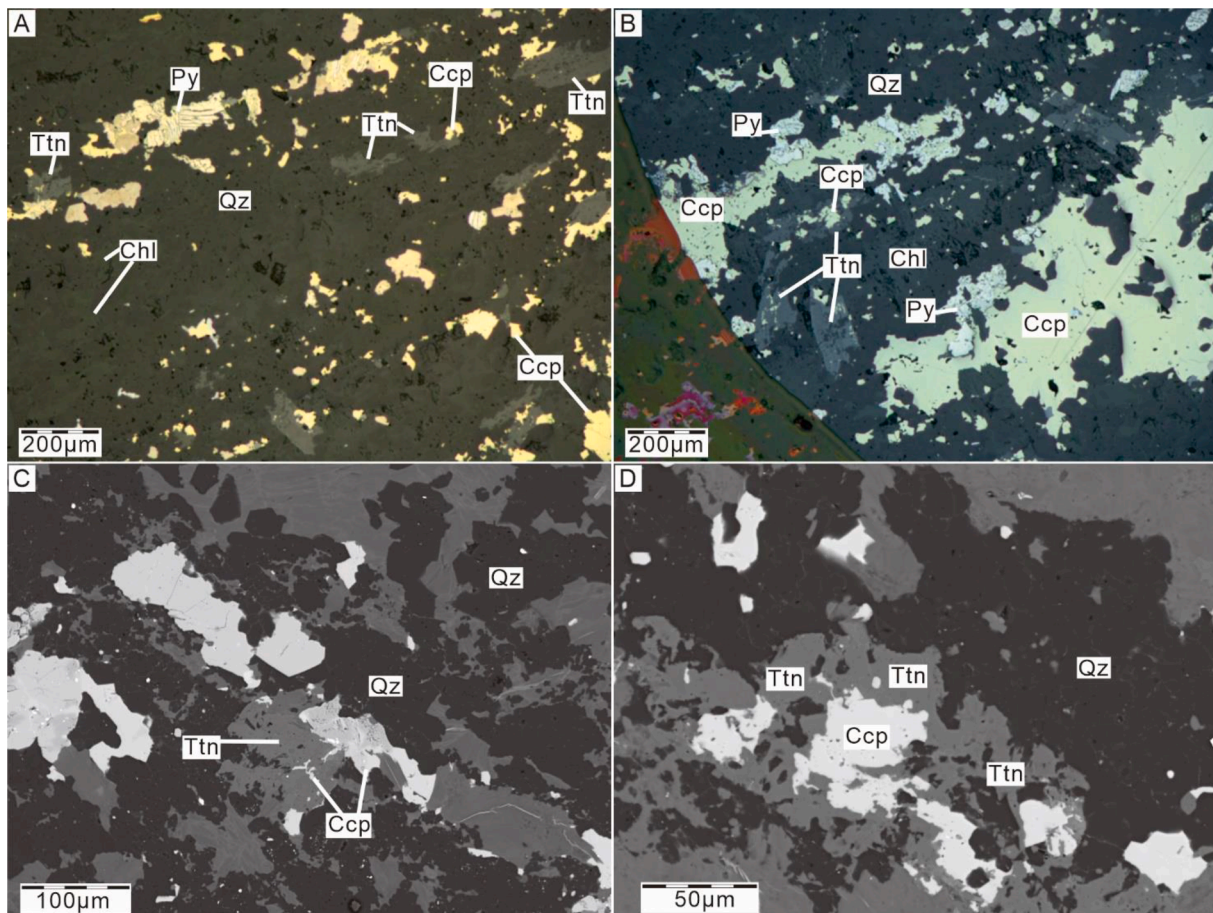 A
Py
Ccp
Ttn
Ttn
Ttn
Qz
Chl
Ccp
200μm
B
Qz
Py
Ccp
Ccp
Chl
Ttn
Py
Ccp
200μm
C
Qz
Qz
Ttn
Ccp
100μm
D
Ttn
Ttn
Qz
Ccp
Ttn
50μm